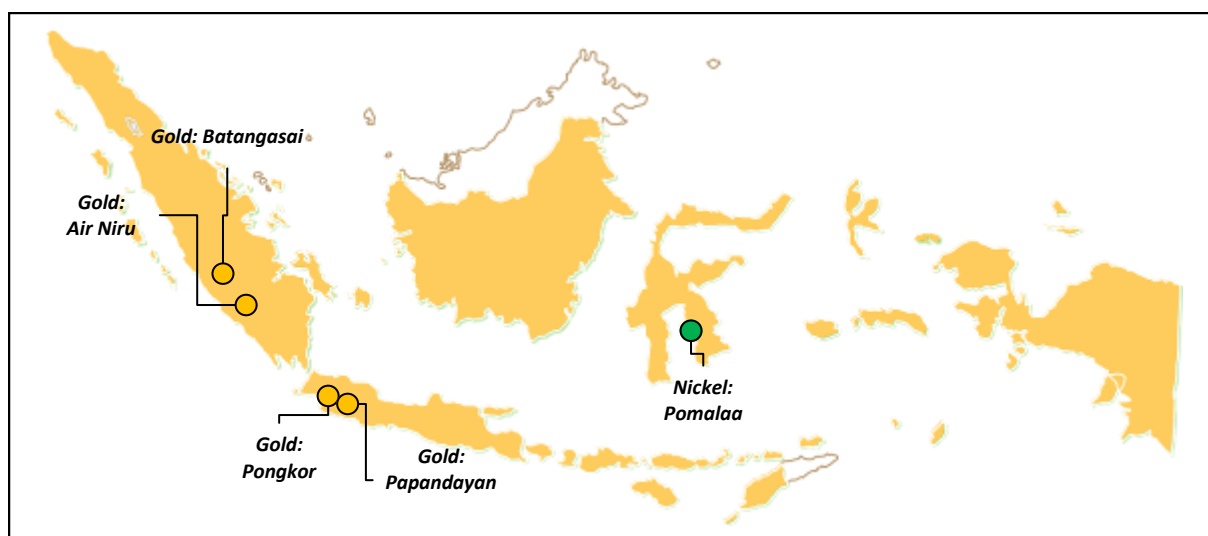 Gold: Batangasai
Gold:
Air Niru
Nickel:
Pomalaa
Gold:
Pongkor
Gold:
Papandayan